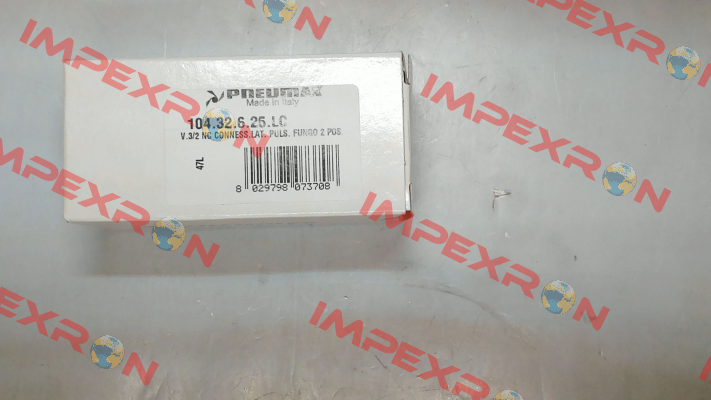 PNEUMAX
Made in Italy
104.32.6.25.LC
V.3/2 NC CONNESS.LAT. PULS. FUNGO 2 POS
47L
8 029798 073708
IMPEXRON
IMPEXRON
IMPEXRON
IMPEXRON
IMPEXRON
IMPEXRON
IMPEXRON